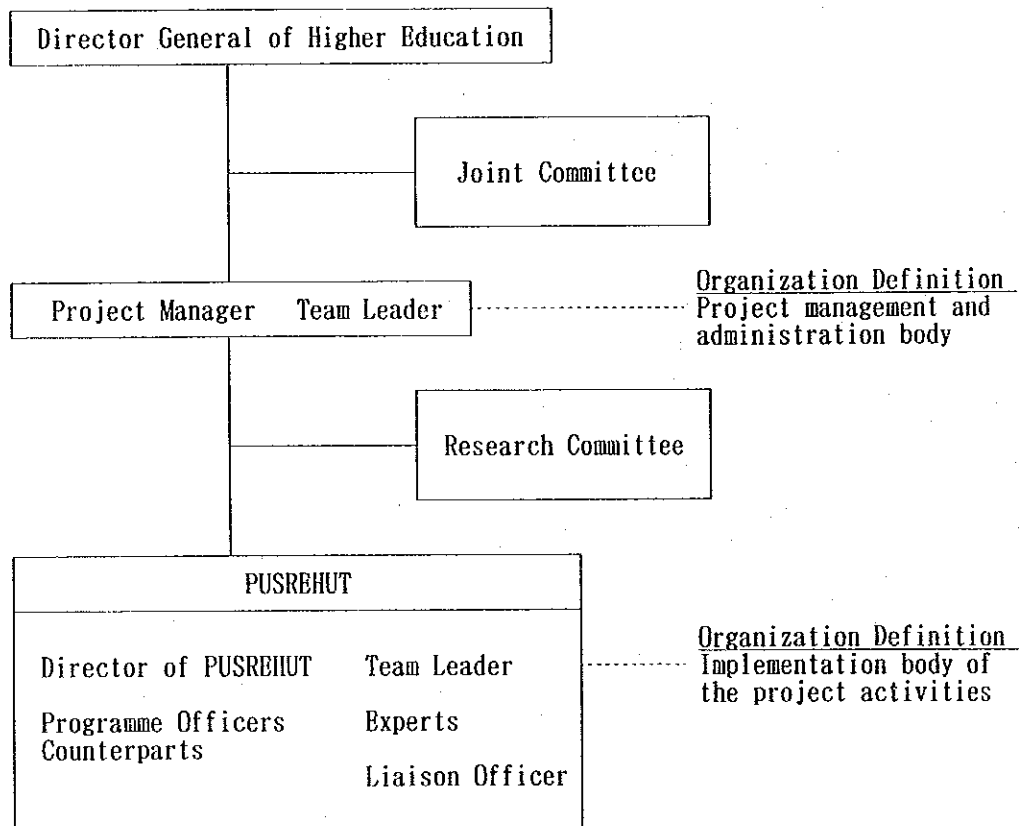 Director General of Higher Education
Joint Committee
Project Manager Team Leader
Organization Definition
Project management and
administration body
Research Committee
PUSREHUT
Director of PUSREHUT Team Leader
Programme Officers Experts
Counterparts
Liaison Officer
Organization Definition
Implementation body of
the project activities